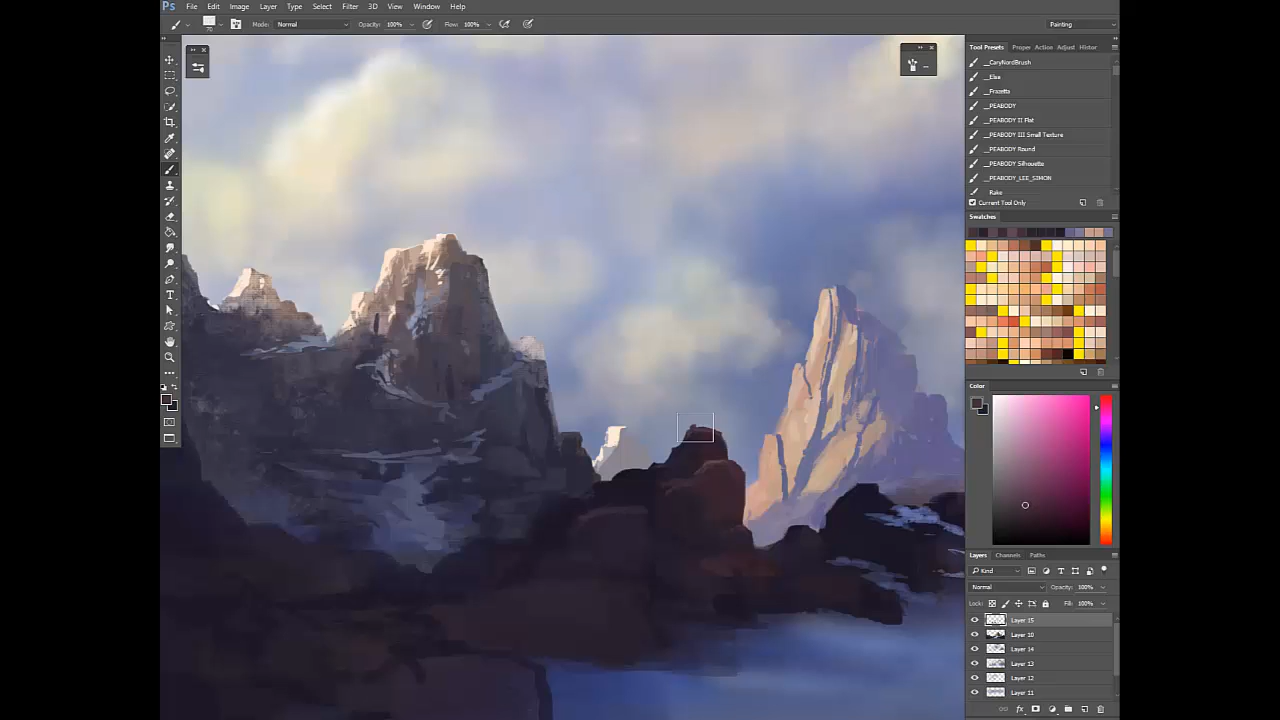 Ps File Edit Image Layer Type Select Filter 3D View Window Help
Mode: Normal Opacity: 100% Flow: 100% Painting
Tool Presets Proper Action Adjust Histor
__CaryNordBrush
__Else
__Frazetta
__PEABODY
__PEABODY II Flat
__PEABODY III Small Texture
__PEABODY Round
__PEABODY Silhouette
__PEABODY_LEE_SIMON
Rake
Current Tool Only
Swatches
Color
Layers Channels Paths
Kind
Normal Opacity: 100%
Lock: Fill: 100%
Layer 15
Layer 10
Layer 14
Layer 13
Layer 12
Layer 11